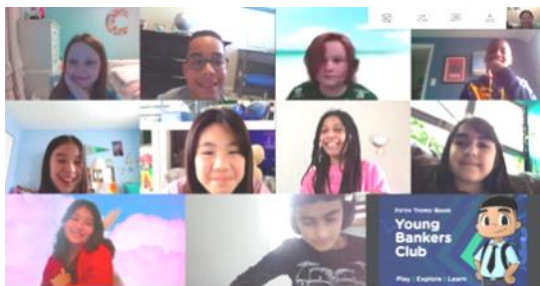 FIFTH THIRD BANK
Young
Bankers
Club
Play | Explore | Learn